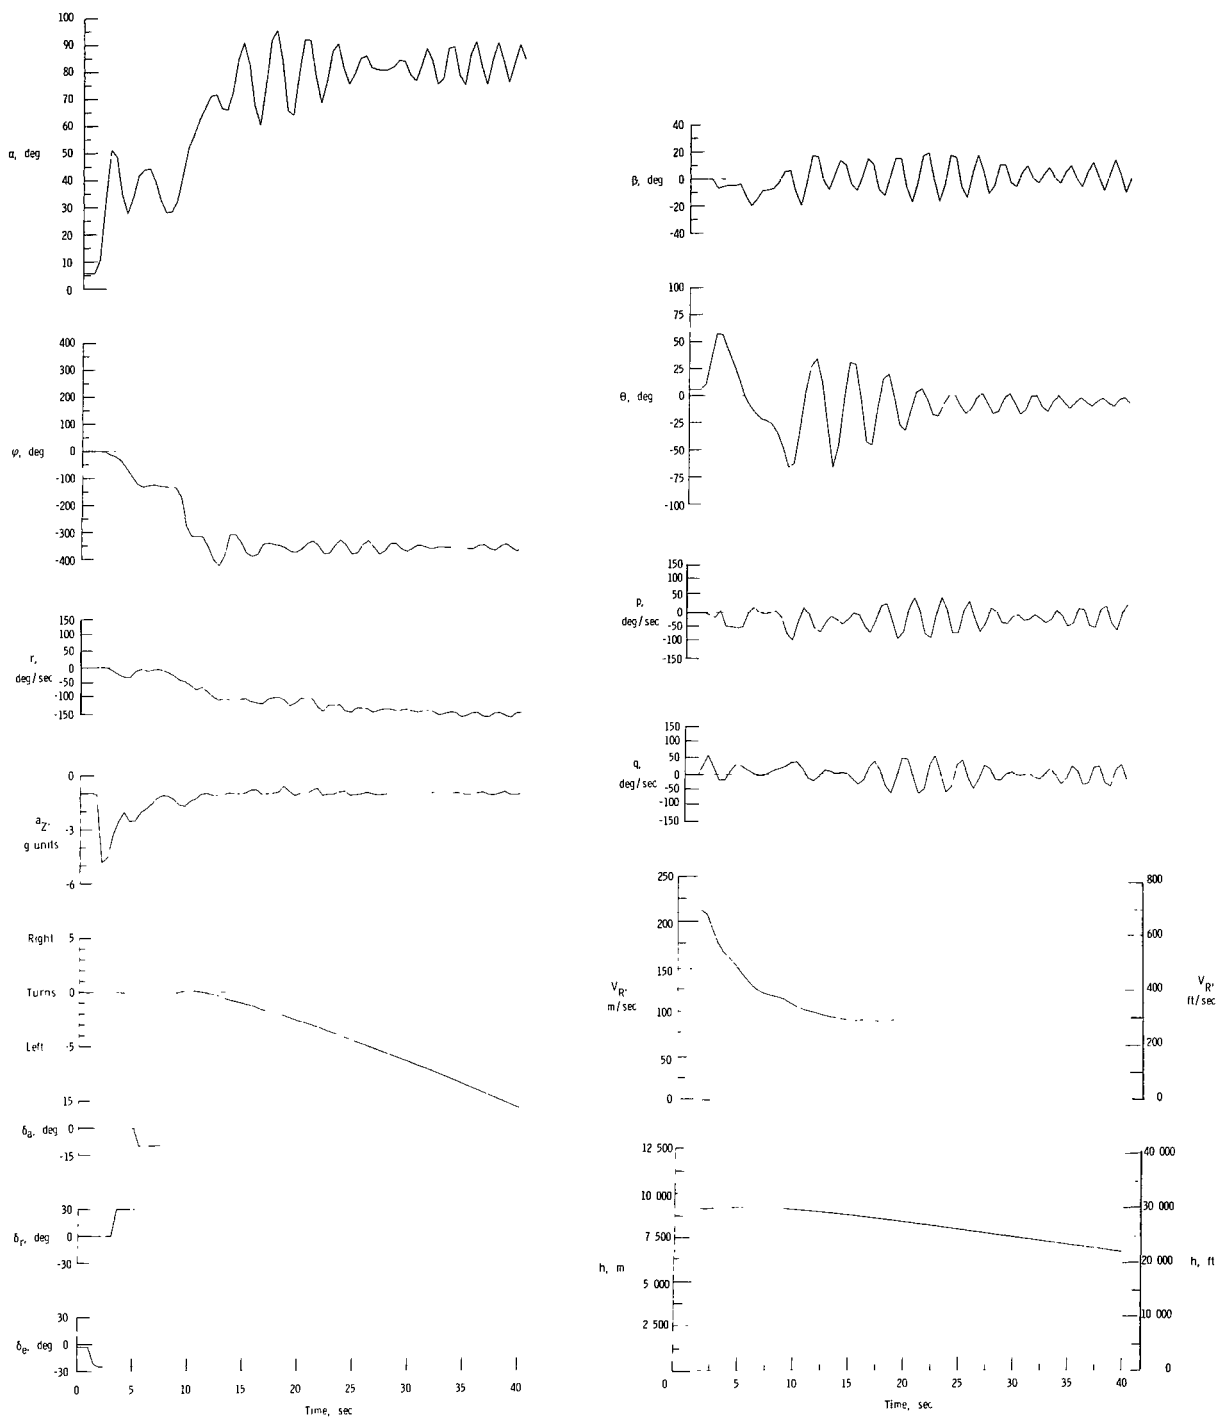 100
90
80
70
60
α, deg 50
40
30
20
10
0
400
300
200
100
φ, deg 0
-100
-200
-300
-400
150
100
50
r, 0
deg/sec -50
-100
-150
0
a_Z, -3
g units
-6
Right 5
Turns 0
Left -5
15
δ_a, deg 0
-15
30
δ_r, deg 0
-30
30
δ_e, deg 0
-30
0 5 10 15 20 25 30 35 40
Time, sec
40
20
β, deg 0
-20
-40
100
75
50
25
θ, deg 0
-25
-50
-75
-100
150
100
50
p, 0
deg/sec -50
-100
-150
150
100
50
q, 0
deg/sec -50
-100
-150
250
200
150
V_R, m/sec
100
50
0
800
600
400
V_R, ft/sec
200
0
12 500
10 000
7 500
h, m
5 000
2 500
40 000
30 000
20 000
h, ft
10 000
0
0 5 10 15 20 25 30 35 40
Time, sec